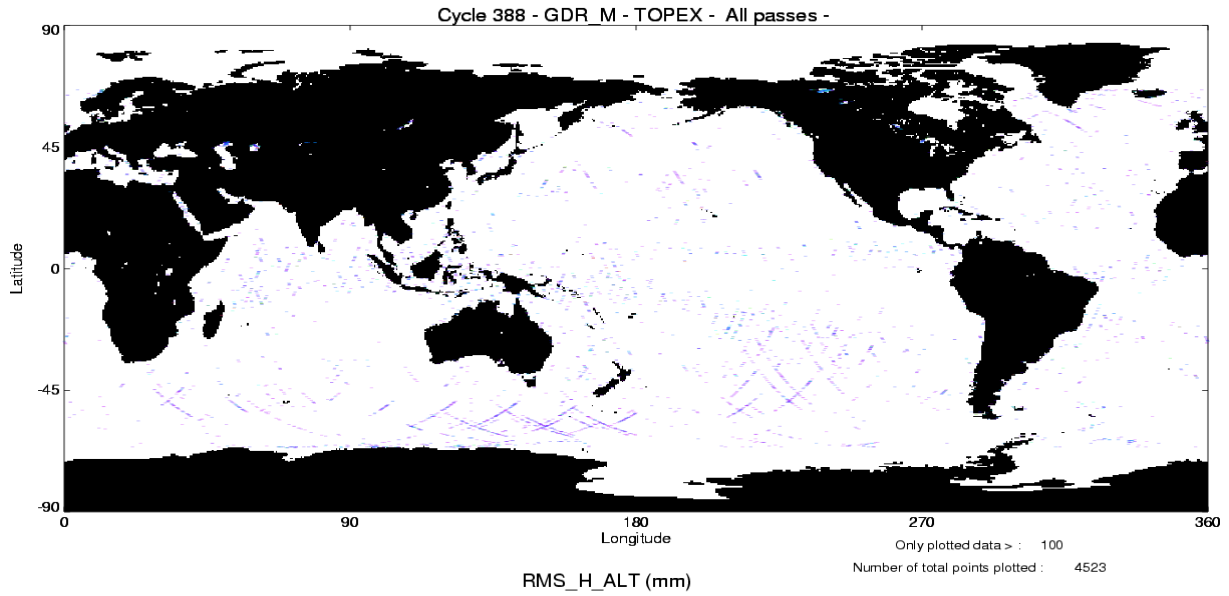 Cycle 388 - GDR_M - TOPEX - All passes -
90
45
0
-45
-90
Latitude
0 90 180 270 360
Longitude
Only plotted data > : 100
Number of total points plotted : 4523
RMS_H_ALT (mm)